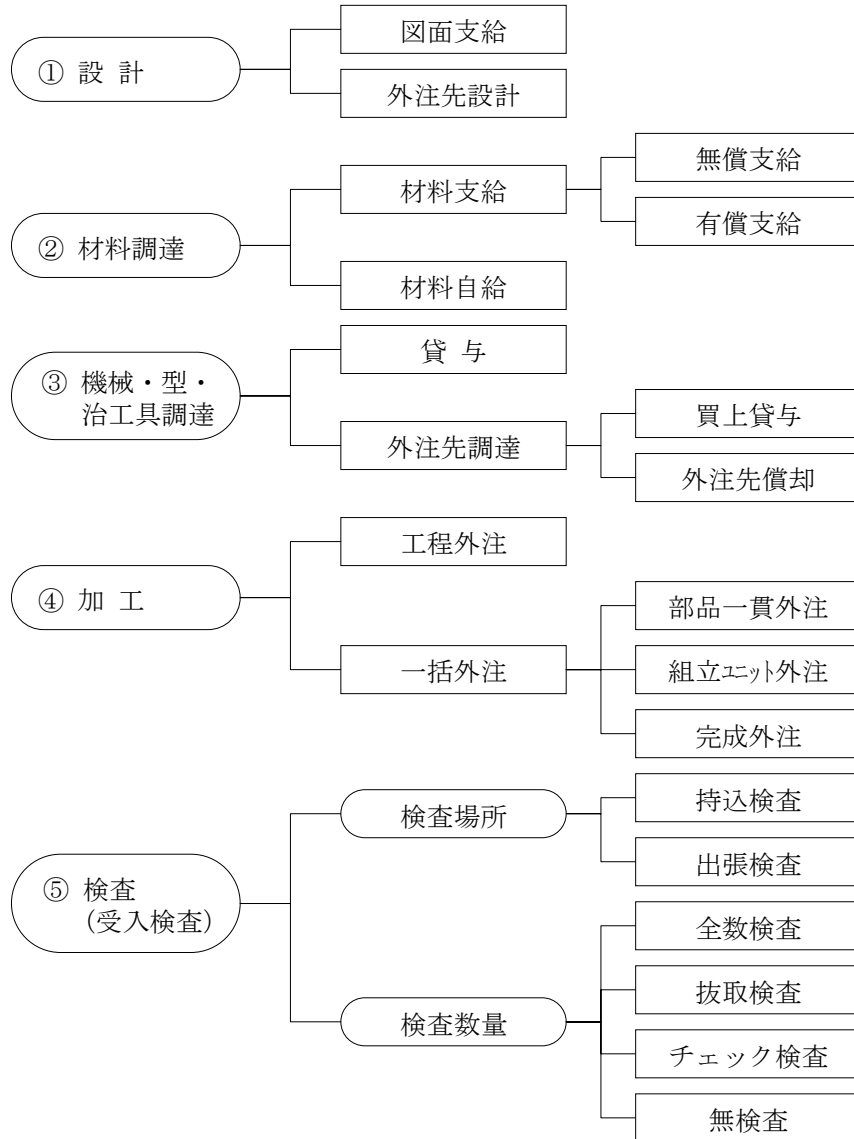 ① 設 計
図面支給
外注先設計
② 材料調達
材料支給
無償支給
有償支給
材料自給
③ 機械・型・
治工具調達
貸 与
外注先調達
買上貸与
外注先償却
④ 加 工
工程外注
一括外注
部品一貫外注
組立ユニット外注
完成外注
⑤ 検査
(受入検査)
検査場所
持込検査
出張検査
検査数量
全数検査
抜取検査
チェック検査
無検査